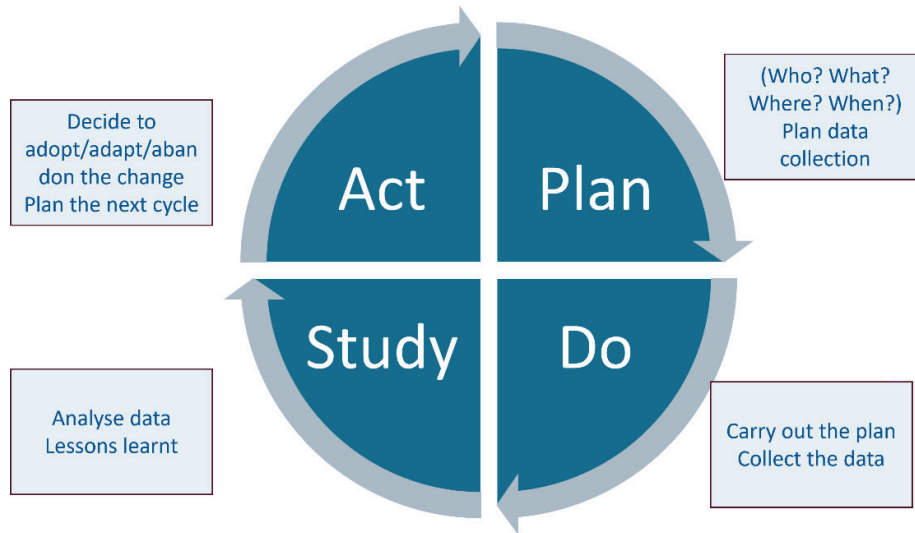 Act
Plan
Study
Do
(Who? What?
Where? When?)
Plan data
collection
Carry out the plan
Collect the data
Analyse data
Lessons learnt
Decide to
adopt/adapt/aban
don the change
Plan the next cycle